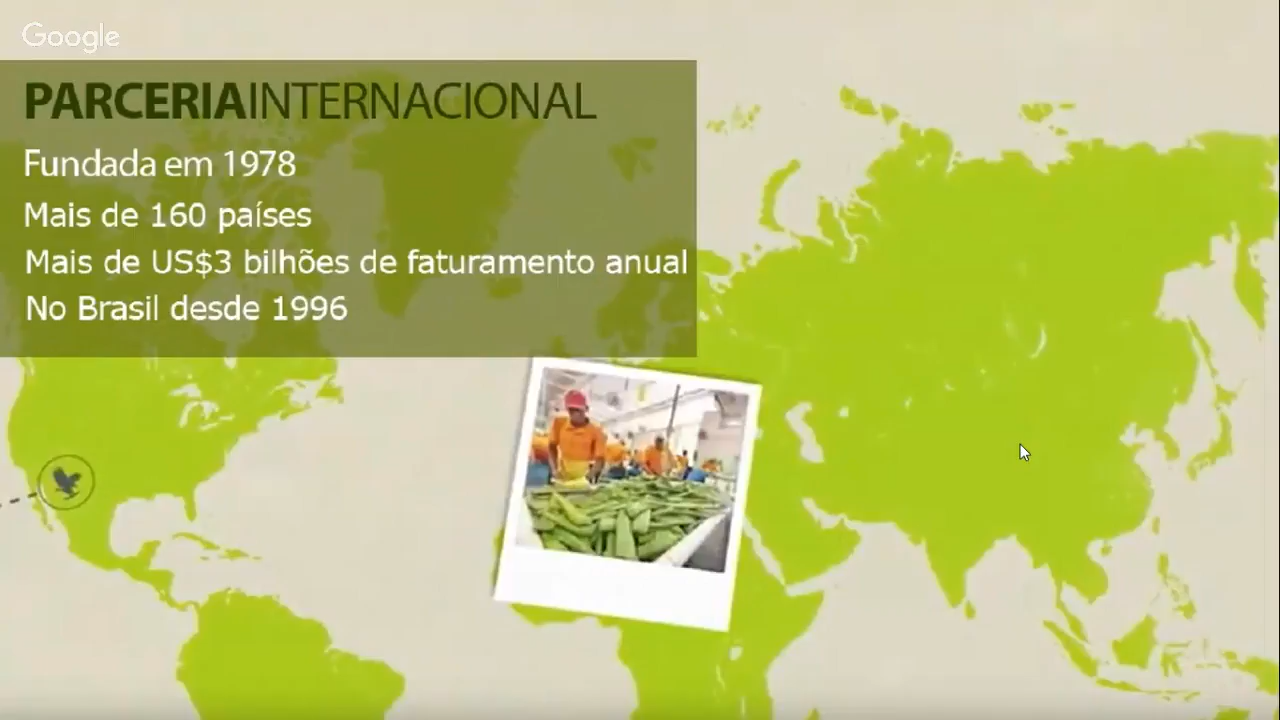 Google
PARCERIAINTERNACIONAL
Fundada em 1978
Mais de 160 países
Mais de US$3 bilhões de faturamento anual
No Brasil desde 1996